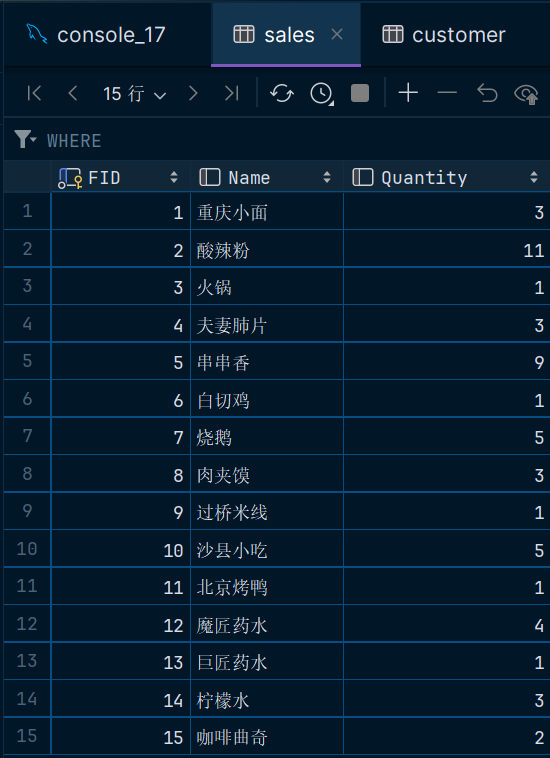 console_17 sales × customer
15 行
WHERE
FID Name Quantity
1 1 重庆小面 3
2 2 酸辣粉 11
3 3 火锅 1
4 4 夫妻肺片 3
5 5 串串香 9
6 6 白切鸡 1
7 7 烧鹅 5
8 8 肉夹馍 3
9 9 过桥米线 1
10 10 沙县小吃 5
11 11 北京烤鸭 1
12 12 魔匠药水 4
13 13 巨匠药水 1
14 14 柠檬水 3
15 15 咖啡曲奇 2